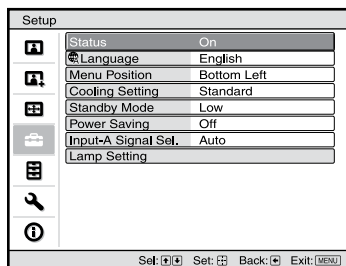 Setup
Status On
Language English
Menu Position Bottom Left
Cooling Setting Standard
Standby Mode Low
Power Saving Off
Input-A Signal Sel. Auto
Lamp Setting
Sel: Set: Back: Exit: MENU